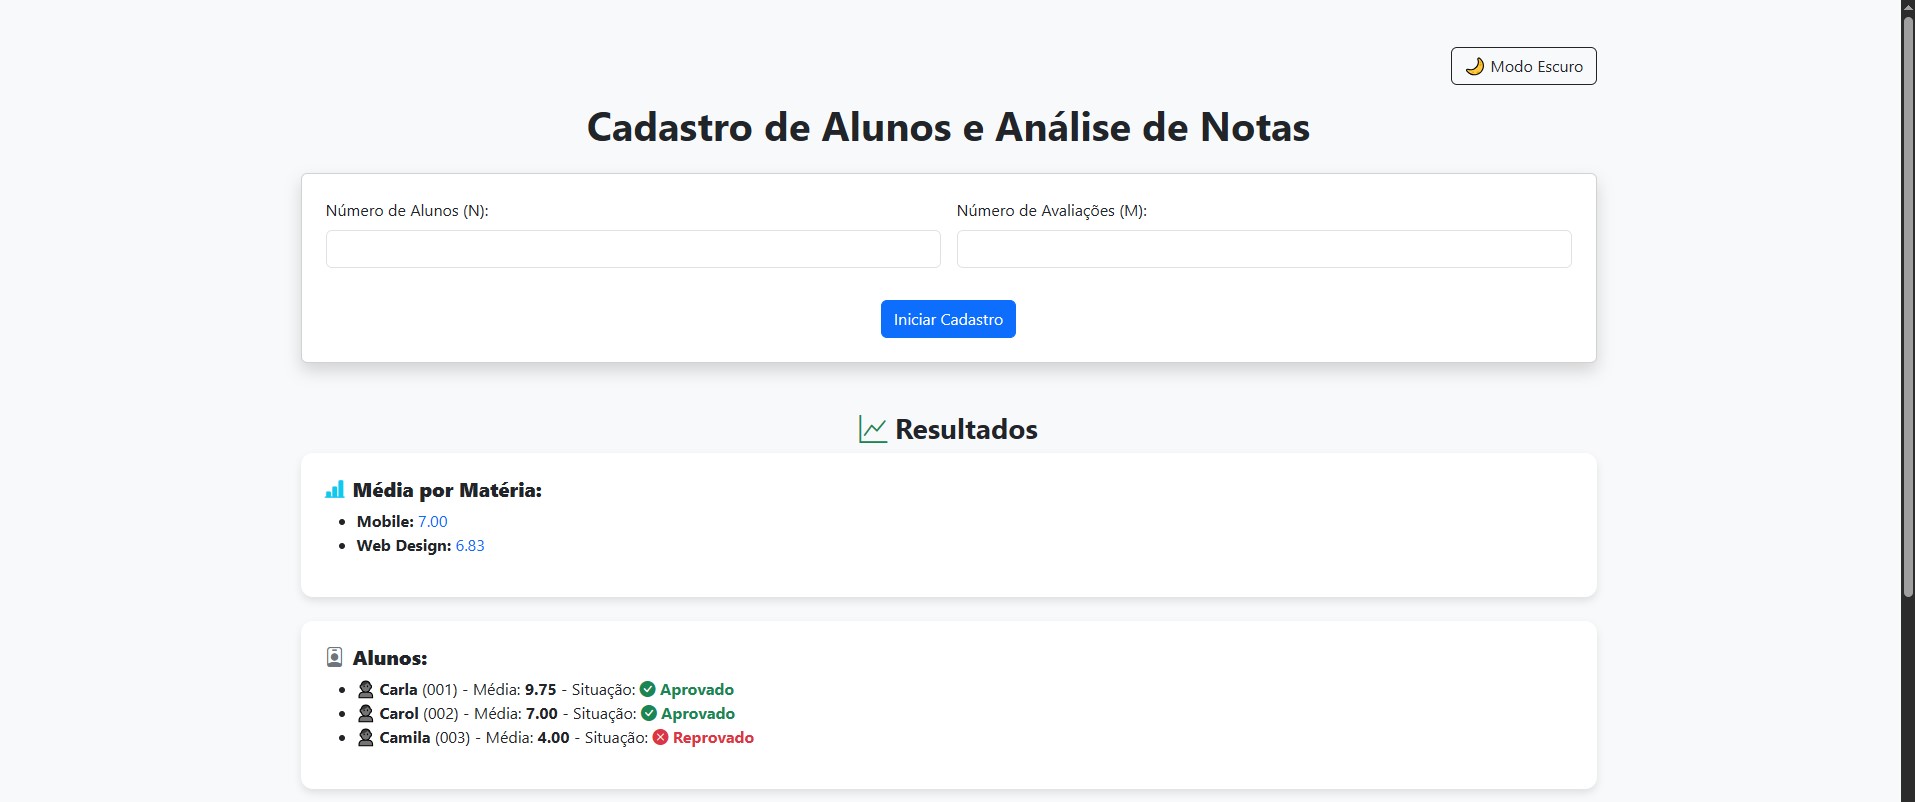 Modo Escuro
Cadastro de Alunos e Análise de Notas
Número de Alunos (N):
Número de Avaliações (M):
Iniciar Cadastro
Resultados
Média por Matéria:
Mobile: 7.00
Web Design: 6.83
Alunos:
Carla (001) - Média: 9.75 - Situação: Aprovado
Carol (002) - Média: 7.00 - Situação: Aprovado
Camila (003) - Média: 4.00 - Situação: Reprovado